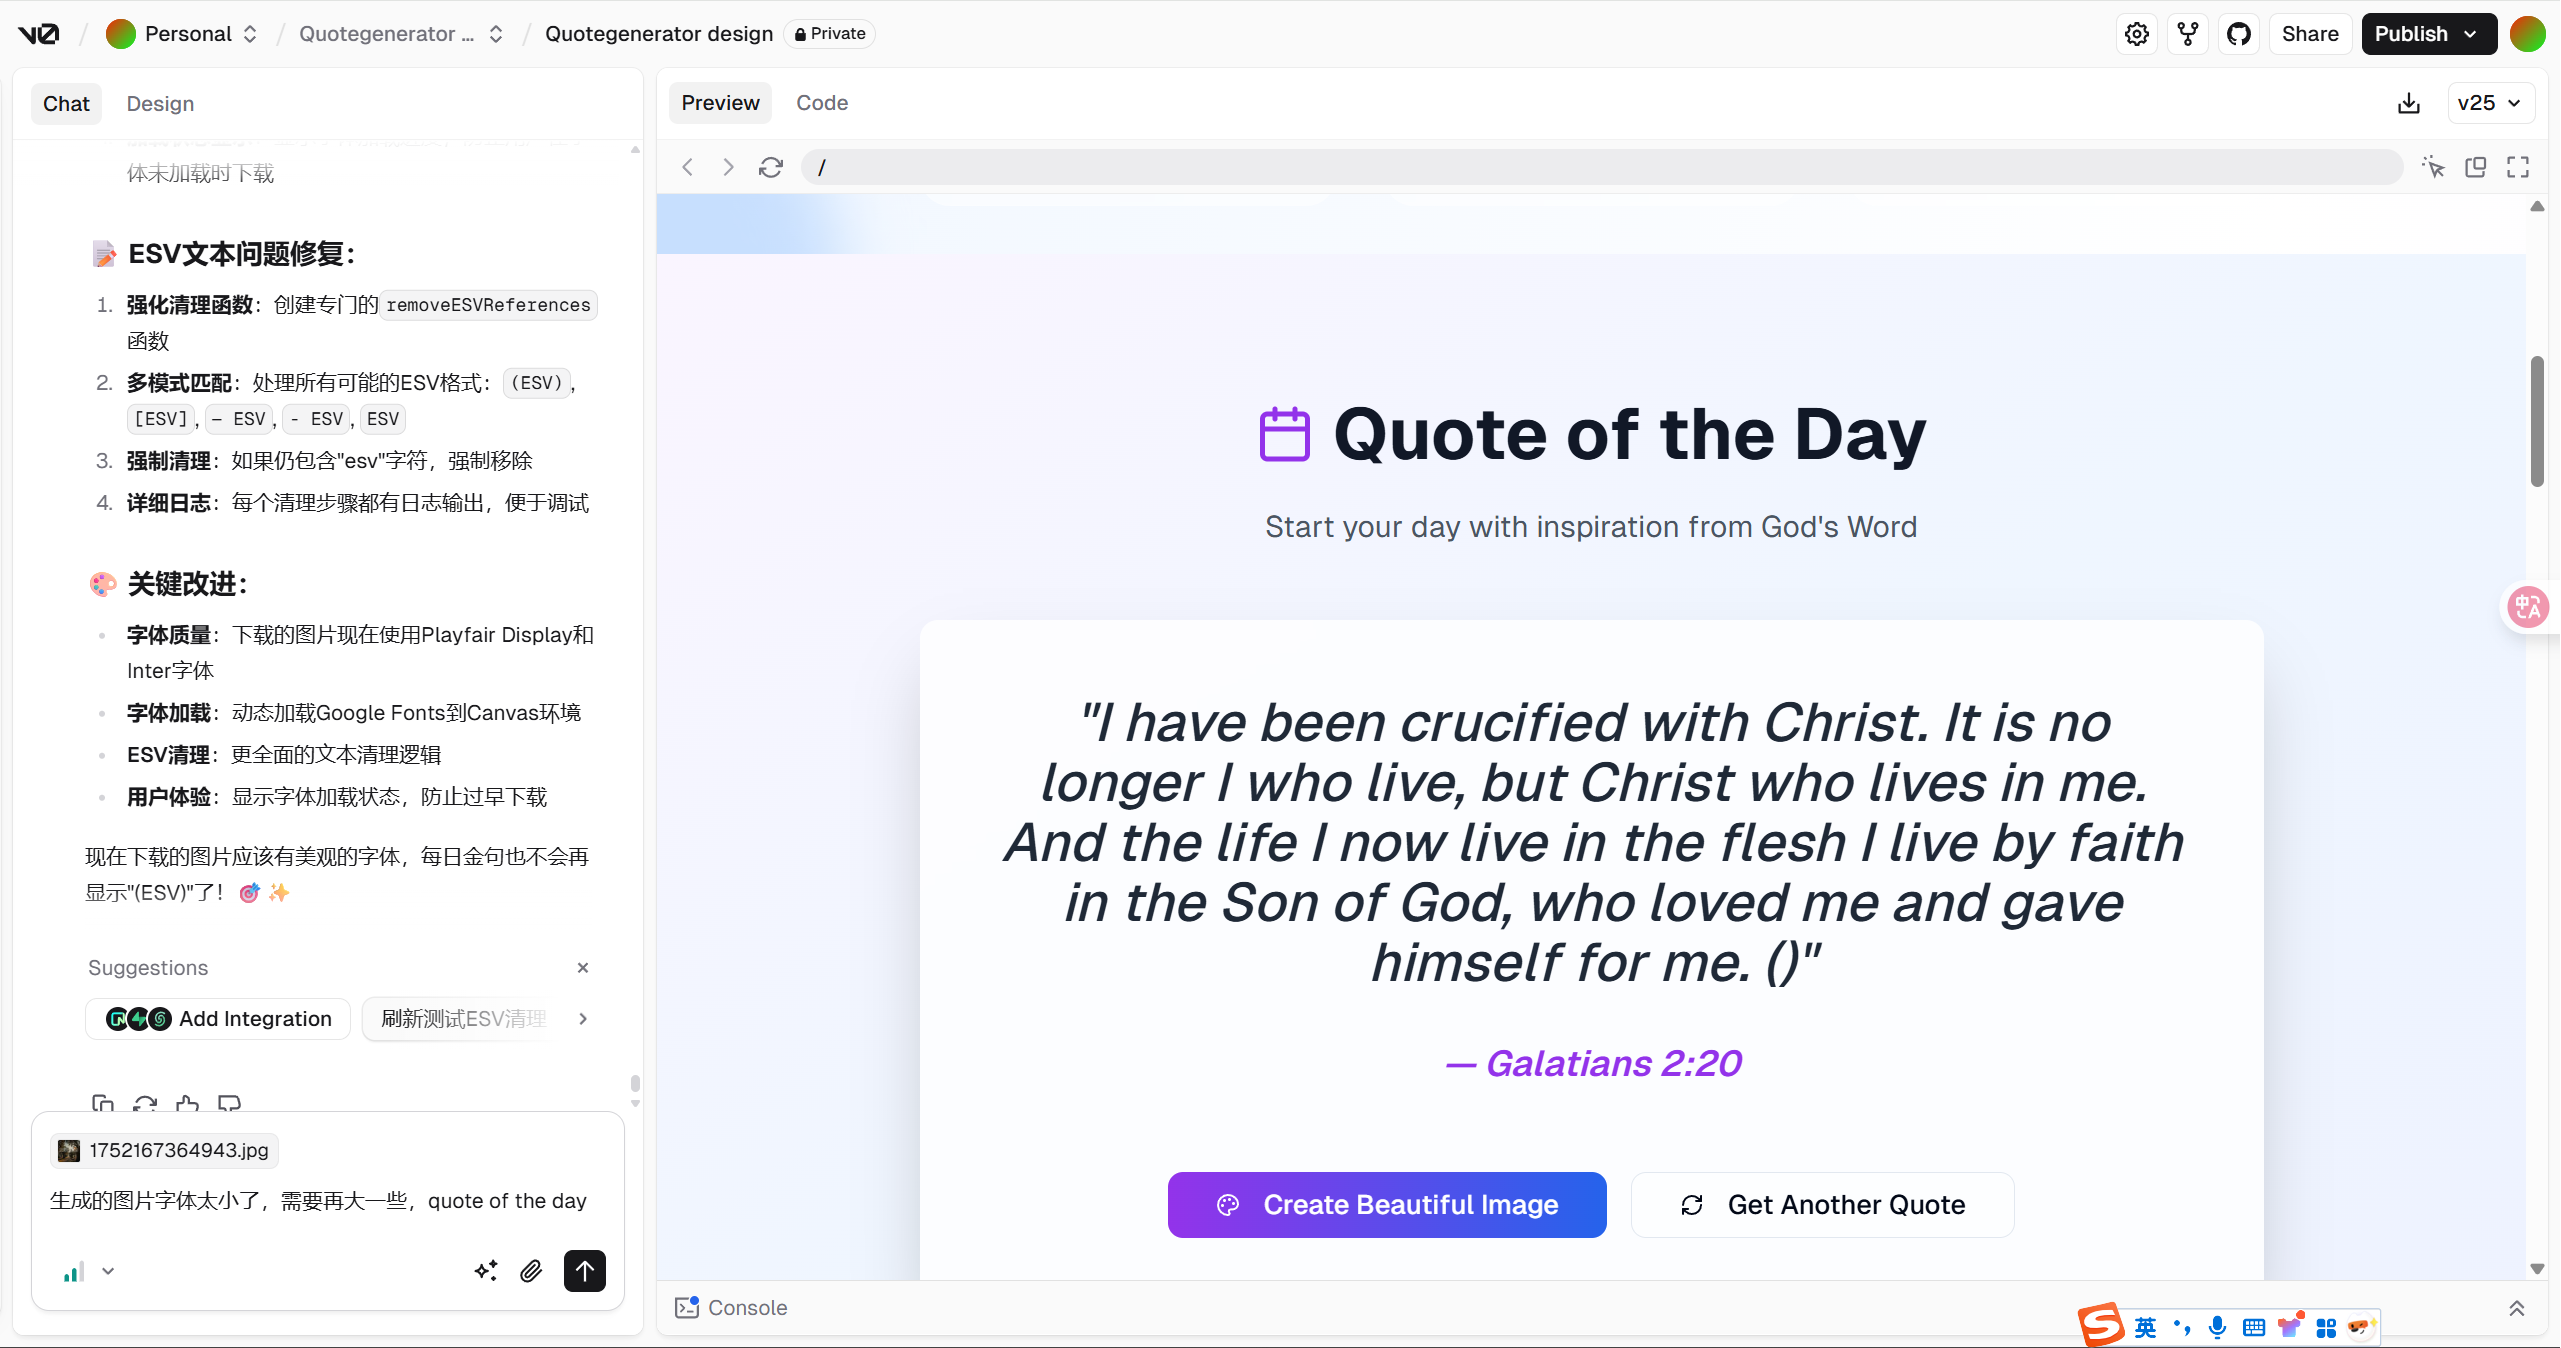 v0
Personal
Quotegenerator ...
Quotegenerator design
Private
Share
Publish
Chat
Design
Preview
Code
v25
/
体未加载时下载
ESV文本问题修复：
1. 强化清理函数：创建专门的 removeESVReferences
函数
2. 多模式匹配：处理所有可能的ESV格式：(ESV),
[ESV], — ESV, - ESV, ESV
3. 强制清理：如果仍包含"esv"字符，强制移除
4. 详细日志：每个清理步骤都有日志输出，便于调试
关键改进：
字体质量：下载的图片现在使用Playfair Display和
Inter字体
字体加载：动态加载Google Fonts到Canvas环境
ESV清理：更全面的文本清理逻辑
用户体验：显示字体加载状态，防止过早下载
现在下载的图片应该有美观的字体，每日金句也不会再
显示"(ESV)"了！
Suggestions
Add Integration
刷新测试ESV清理
1752167364943.jpg
生成的图片字体太小了，需要再大一些，quote of the day
Quote of the Day
Start your day with inspiration from God's Word
"I have been crucified with Christ. It is no
longer I who live, but Christ who lives in me.
And the life I now live in the flesh I live by faith
in the Son of God, who loved me and gave
himself for me. ()"
— Galatians 2:20
Create Beautiful Image
Get Another Quote
Console
中A
S英